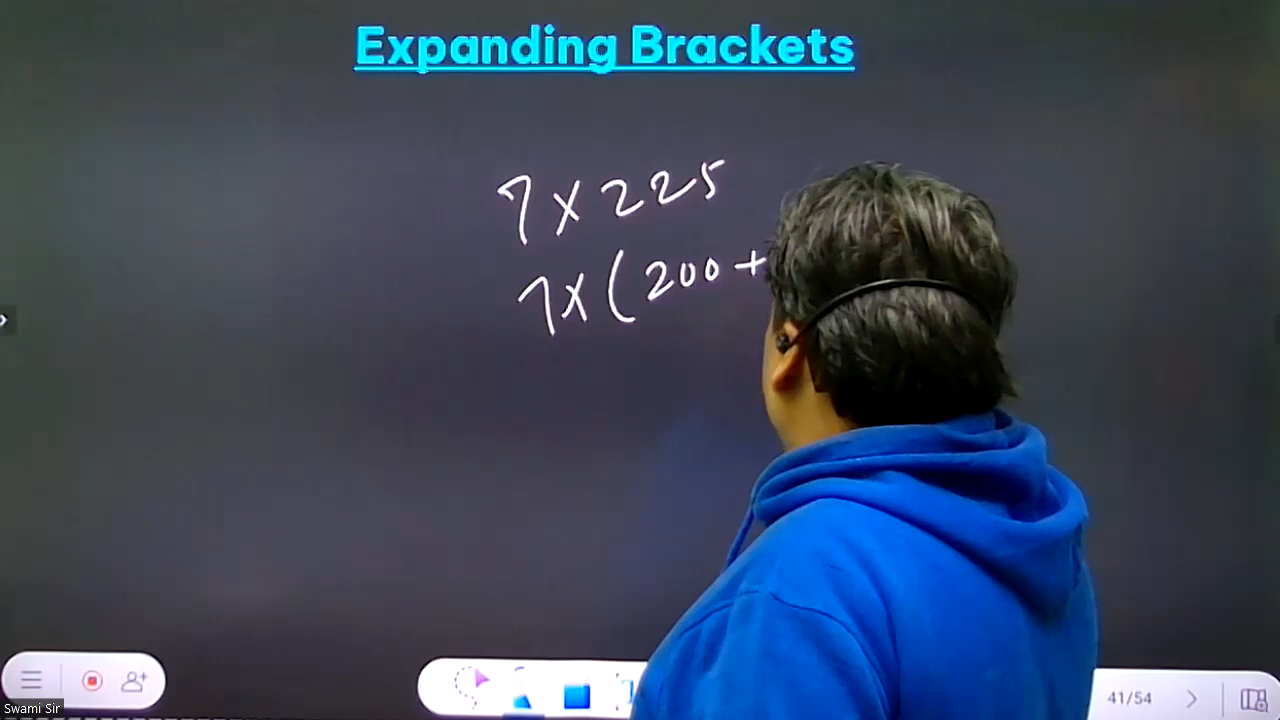 Expanding Brackets
7 x 225
7 x ( 200 +
Swami Sir
41/54